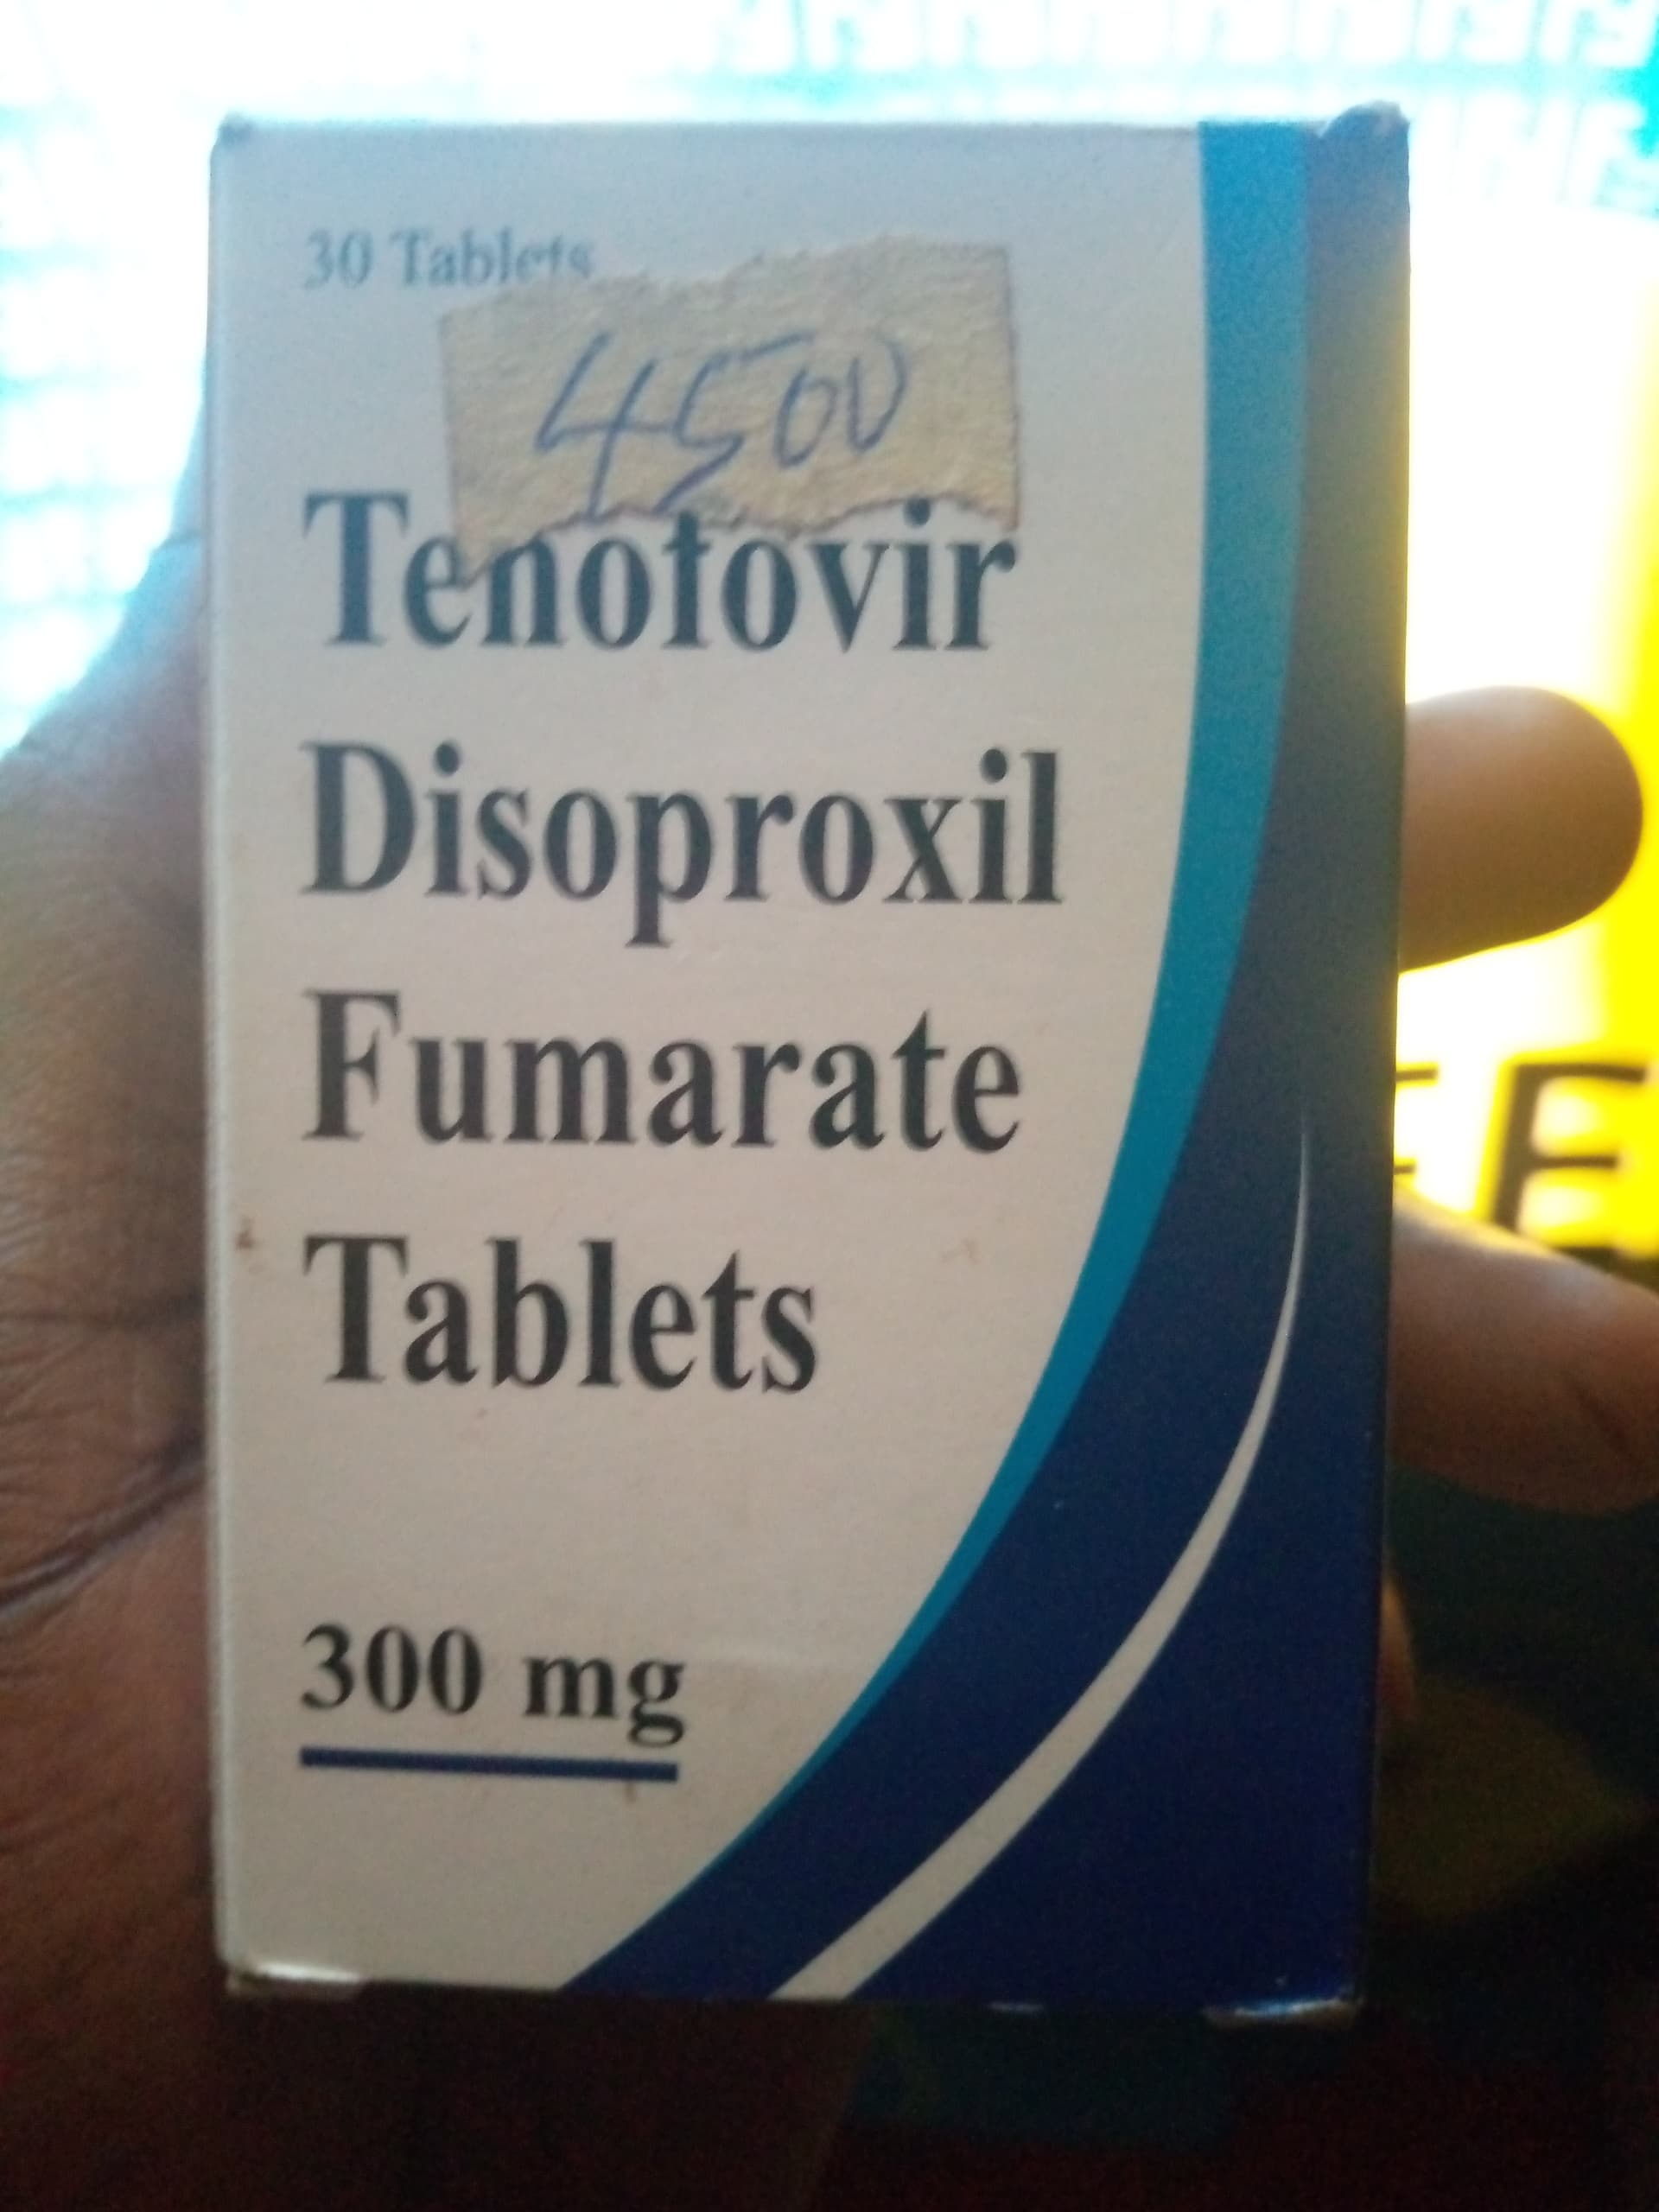 30 Tablets
4500
Tenofovir
Disoproxil
Fumarate
Tablets
300 mg
E